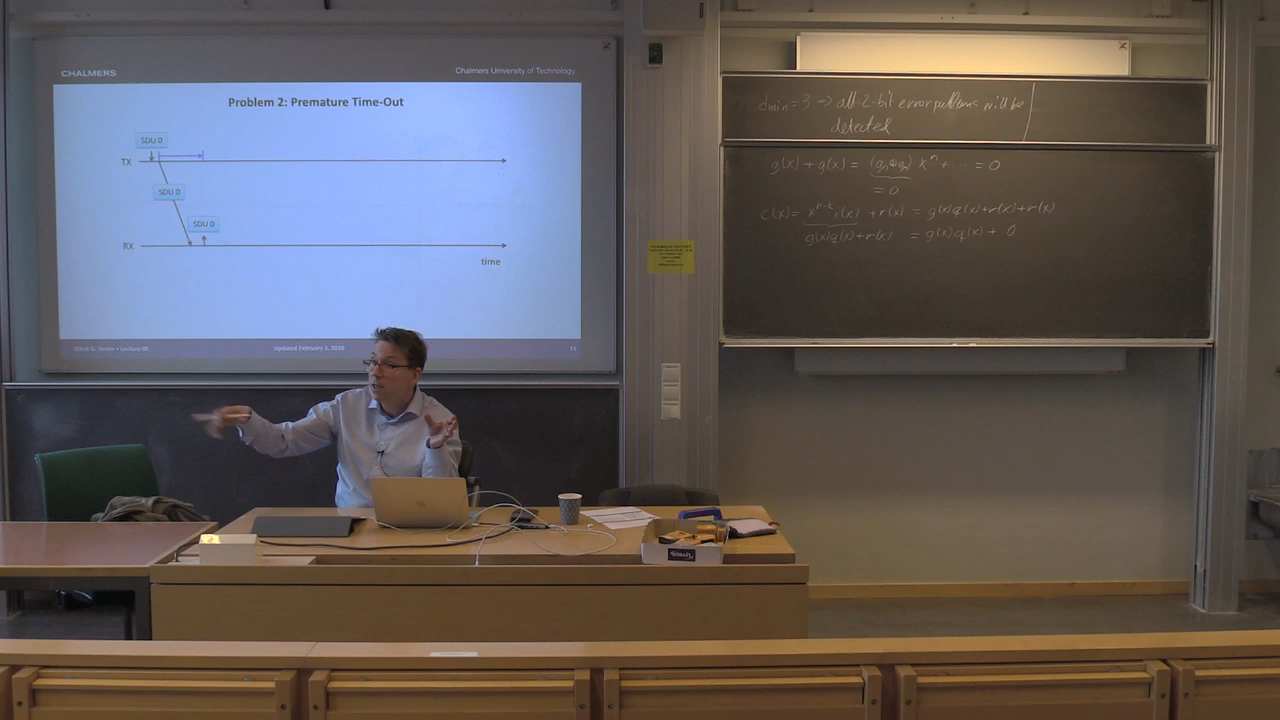 CHALMERS
Chalmers University of Technology
Problem 2: Premature Time-Out
SDU 0
TX
SDU 0
SDU 0
RX
time
Updated February 3, 2020
dmin = 3 → all 2-bit error patterns will be
detected
g(x) + g(x) = (gn⊕gn) x^n + ... = 0
= 0
c(x) = x^n-k i(x) + r(x) = g(x)q(x)+r(x)+r(x)
g(x)q(x)+r(x) = g(x)q(x) + 0